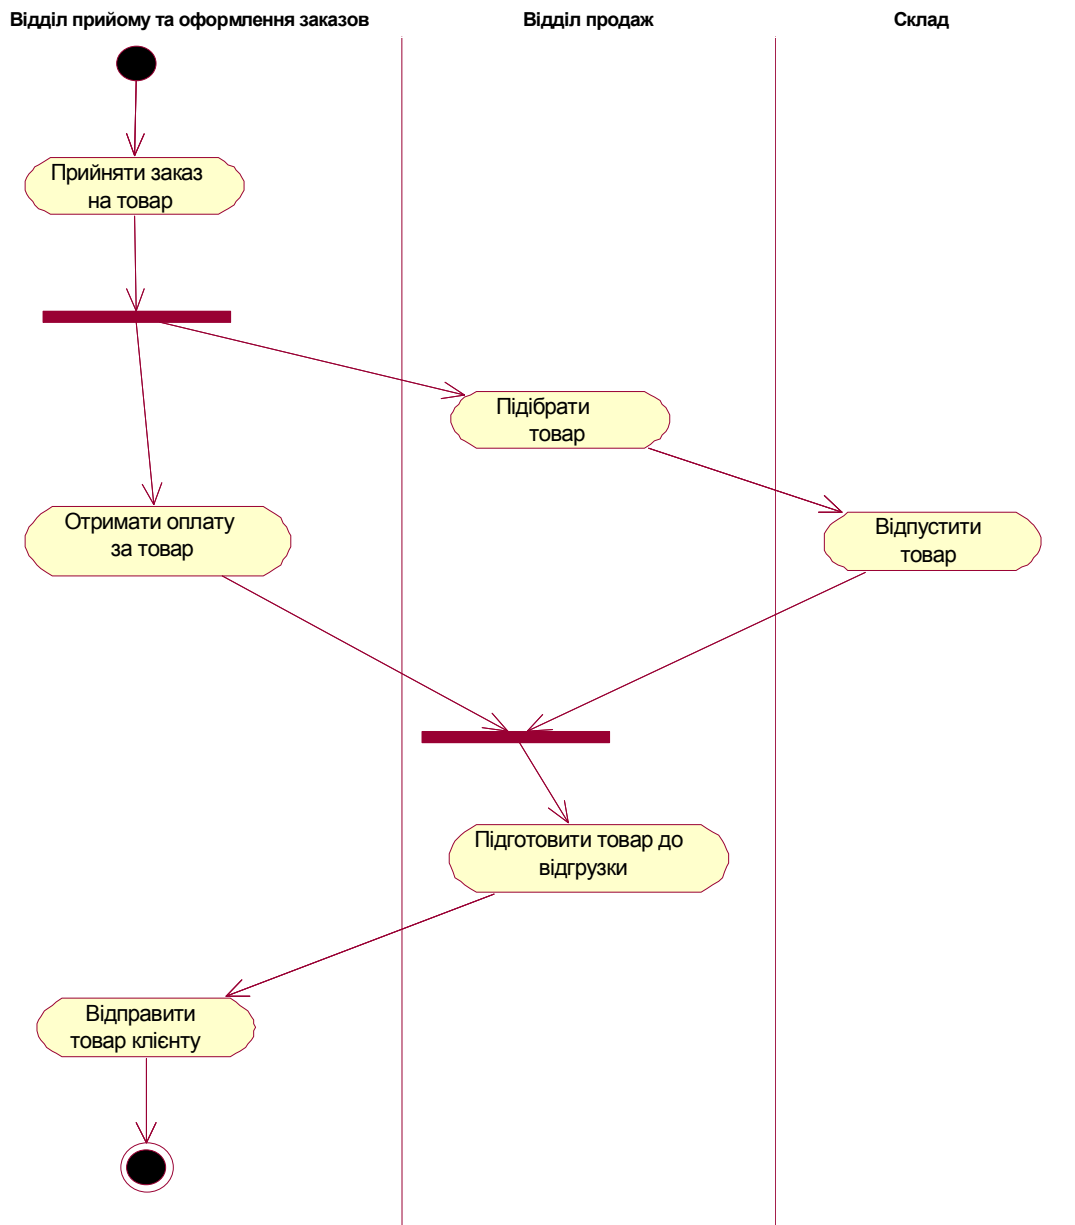 Відділ прийому та оформлення заказов
Відділ продаж
Склад
Прийняти заказ
на товар
Підібрати
товар
Отримати оплату
за товар
Відпустити
товар
Підготовити товар до
відгрузки
Відправити
товар клієнту